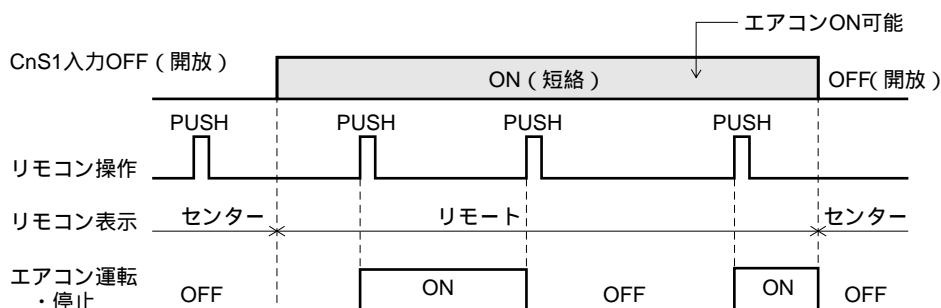 エアコンON可能
CnS1入力OFF（開放） ON（短絡） OFF（開放）
PUSH PUSH PUSH PUSH
リモコン操作
リモコン表示 センター リモート センター
エアコン運転
・停止 OFF ON OFF ON OFF